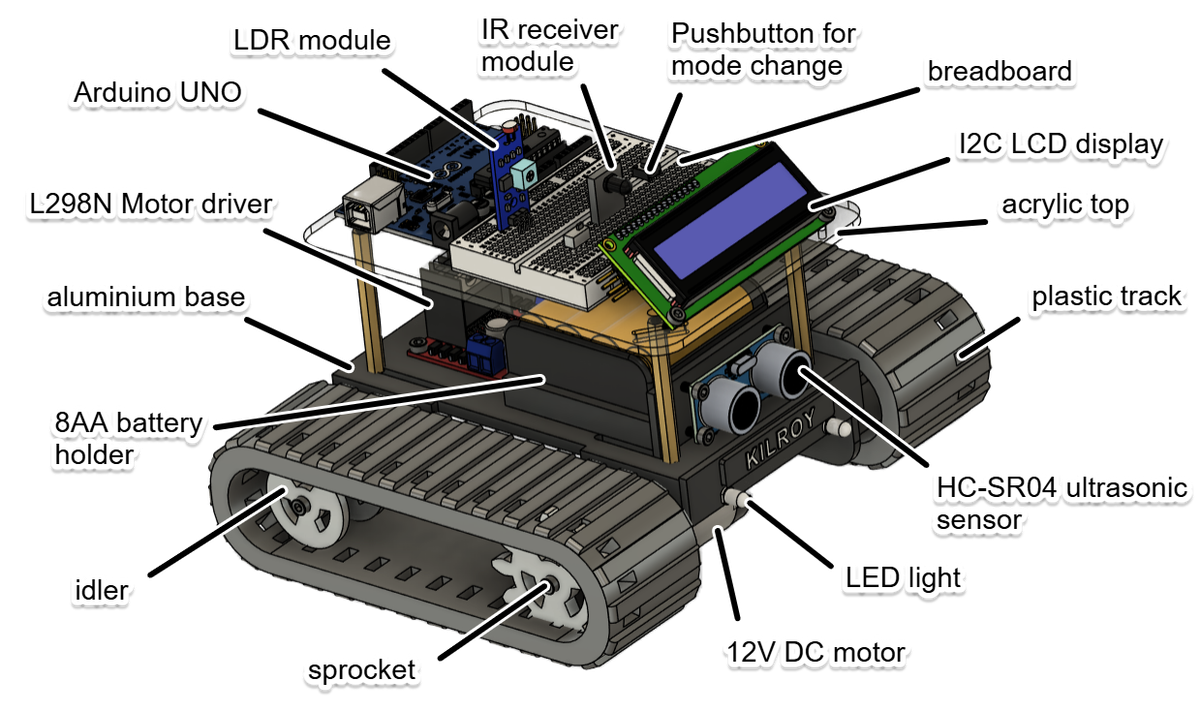 LDR module
IR receiver
module
Pushbutton for
mode change
breadboard
Arduino UNO
I2C LCD display
L298N Motor driver
acrylic top
aluminium base
plastic track
8AA battery
holder
KILROY
HC-SR04 ultrasonic
sensor
idler
LED light
12V DC motor
sprocket
UNO